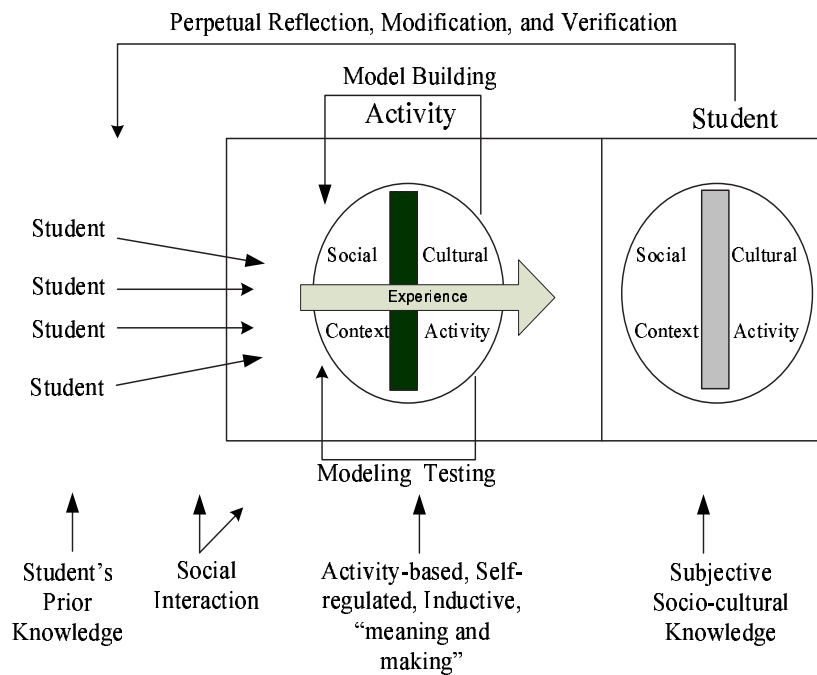 Perpetual Reflection, Modification, and Verification
Model Building
Activity
Student
Student
Student
Student
Student
Social
Cultural
Experience
Context
Activity
Social
Cultural
Context
Activity
Modeling Testing
Student’s
Prior
Knowledge
Social
Interaction
Activity-based, Self-
regulated, Inductive,
“meaning and
making”
Subjective
Socio-cultural
Knowledge